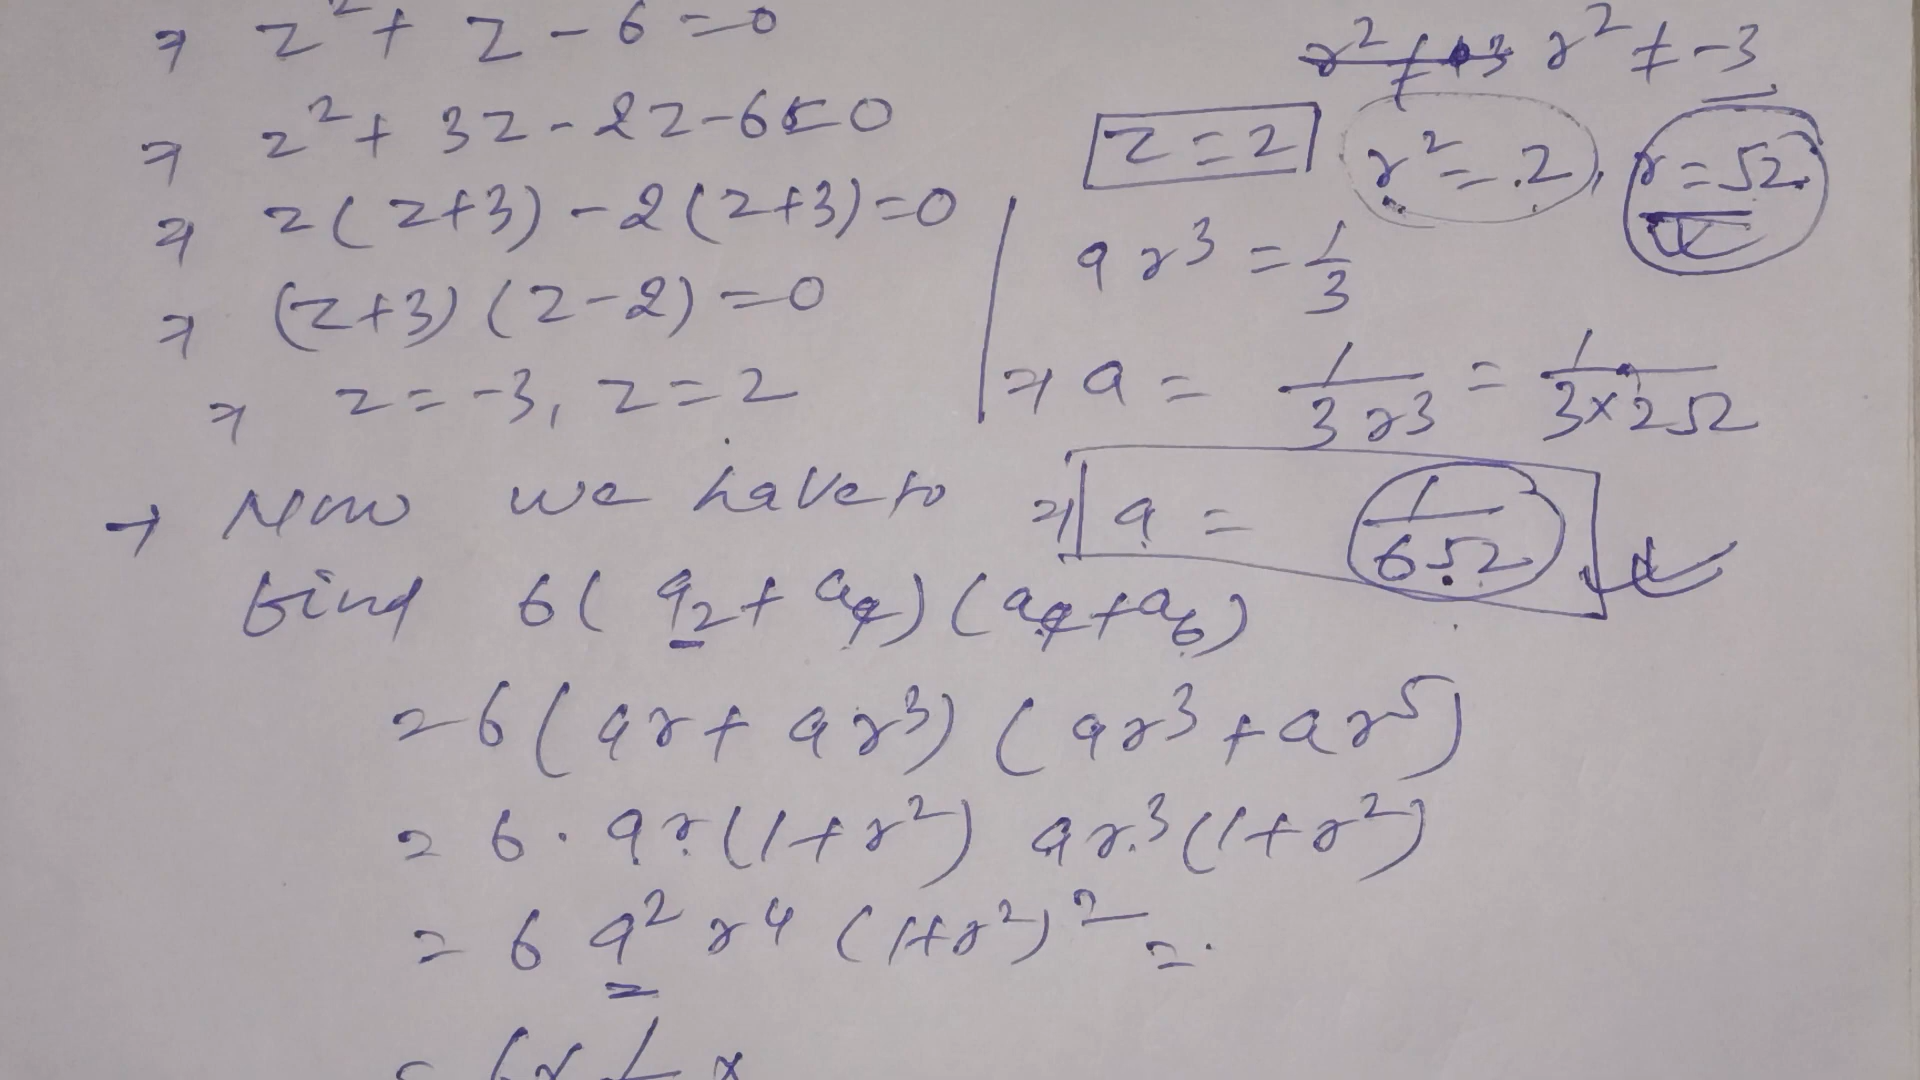 ⇒ z² + z - 6 = 0
⇒ z² + 3z - 2z - 6 = 0
⇒ z(z+3) - 2(z+3) = 0
⇒ (z+3)(z-2) = 0
⇒ z = -3, z = 2
r² ≠ -3
z = 2 r² = 2, r = √2
ar³ = 1/3
⇒ a = 1/3r³ = 1/3×2√2
⇒ a = 1/6√2
→ Now we have to
find 6(a₂ + a₄)(a₄ + a₆)
= 6(ar + ar³)(ar³ + ar⁵)
= 6 · ar(1+r²) ar³(1+r²)
= 6 a² r⁴ (1+r²)² =